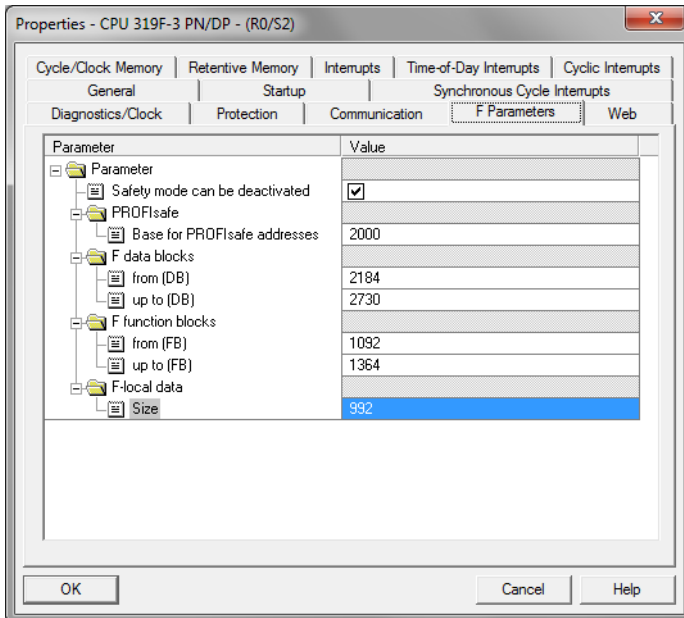 Properties - CPU 319F-3 PN/DP - (R0/S2)
Cycle/Clock Memory Retentive Memory Interrupts Time-of-Day Interrupts Cyclic Interrupts
General Startup Synchronous Cycle Interrupts
Diagnostics/Clock Protection Communication F Parameters Web
Parameter Value
Parameter
Safety mode can be deactivated
PROFIsafe
Base for PROFIsafe addresses 2000
F data blocks
from (DB) 2184
up to (DB) 2730
F function blocks
from (FB) 1092
up to (FB) 1364
F-local data
Size 992
OK Cancel Help